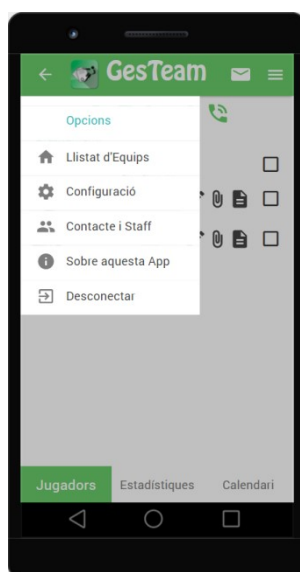 GesTeam
Opcions
Llistat d'Equips
Configuració
Contacte i Staff
Sobre aquesta App
Desconectar
Jugadors
Estadístiques
Calendari